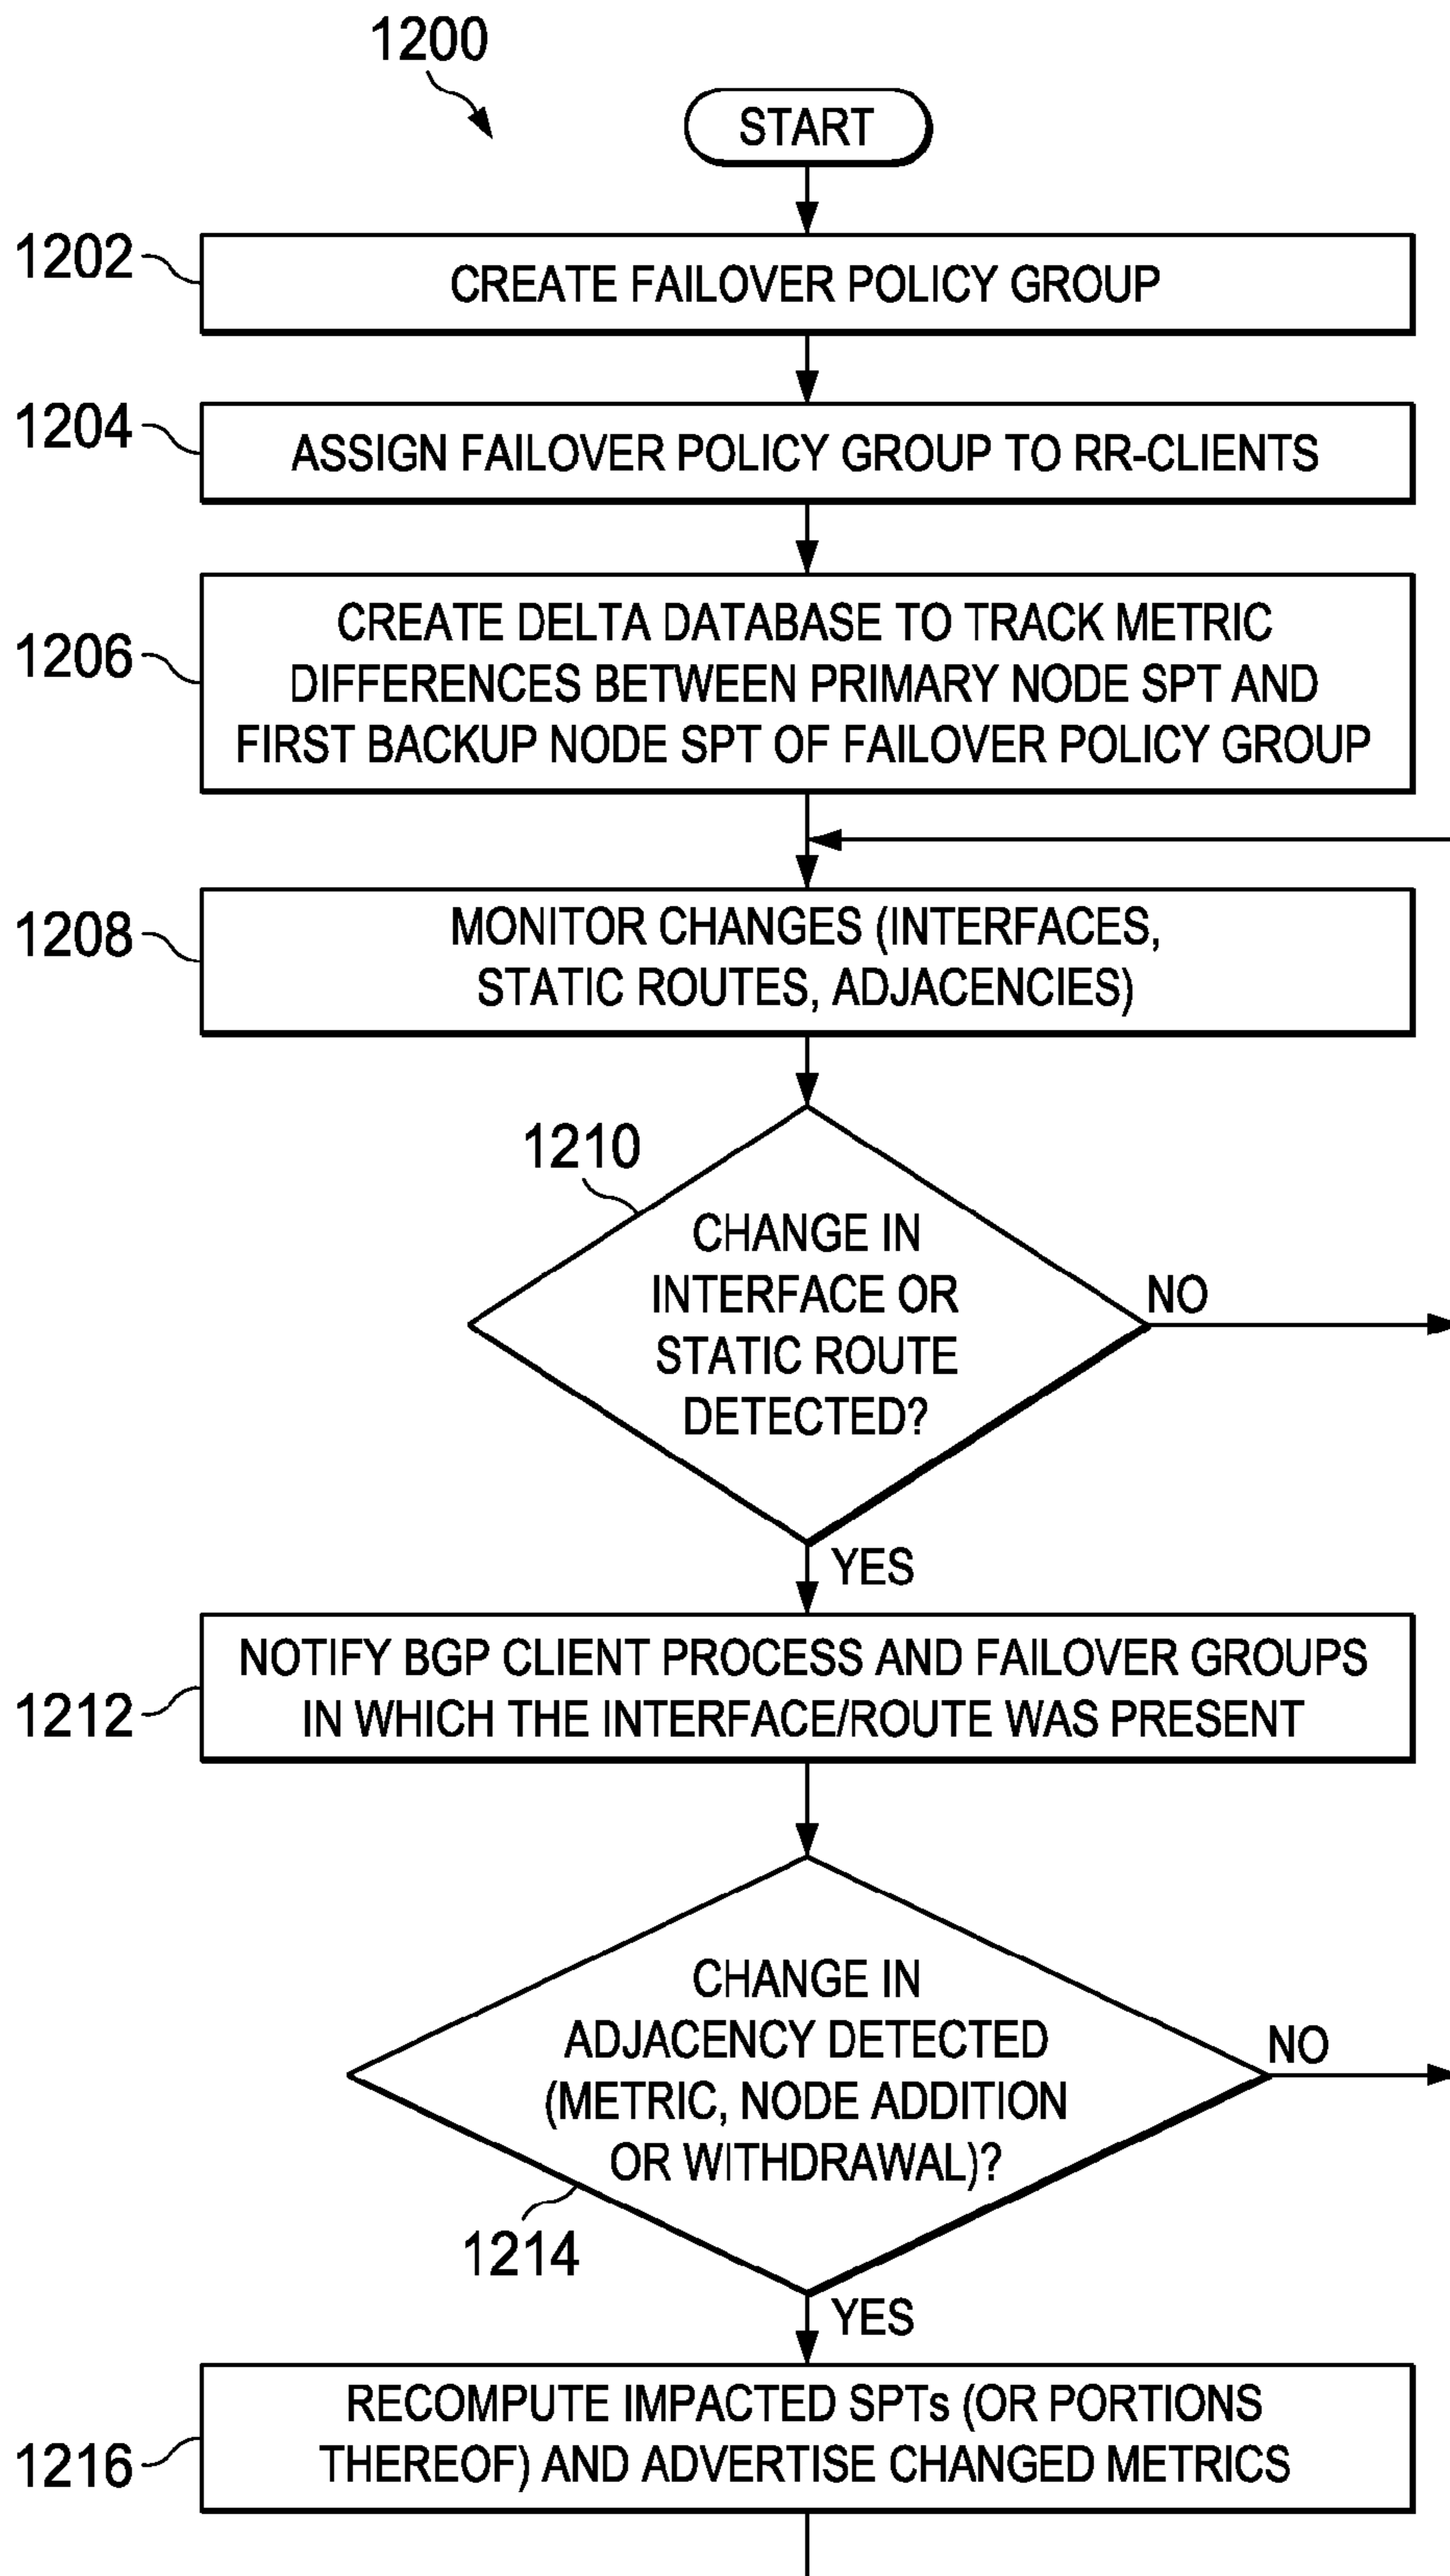 1200
START
1202
CREATE FAILOVER POLICY GROUP
1204
ASSIGN FAILOVER POLICY GROUP TO RR-CLIENTS
1206
CREATE DELTA DATABASE TO TRACK METRIC
DIFFERENCES BETWEEN PRIMARY NODE SPT AND
FIRST BACKUP NODE SPT OF FAILOVER POLICY GROUP
1208
MONITOR CHANGES (INTERFACES,
STATIC ROUTES, ADJACENCIES)
1210
CHANGE IN
INTERFACE OR
STATIC ROUTE
DETECTED?
NO
YES
1212
NOTIFY BGP CLIENT PROCESS AND FAILOVER GROUPS
IN WHICH THE INTERFACE/ROUTE WAS PRESENT
CHANGE IN
ADJACENCY DETECTED
(METRIC, NODE ADDITION
OR WITHDRAWAL)?
NO
1214
YES
1216
RECOMPUTE IMPACTED SPTs (OR PORTIONS
THEREOF) AND ADVERTISE CHANGED METRICS